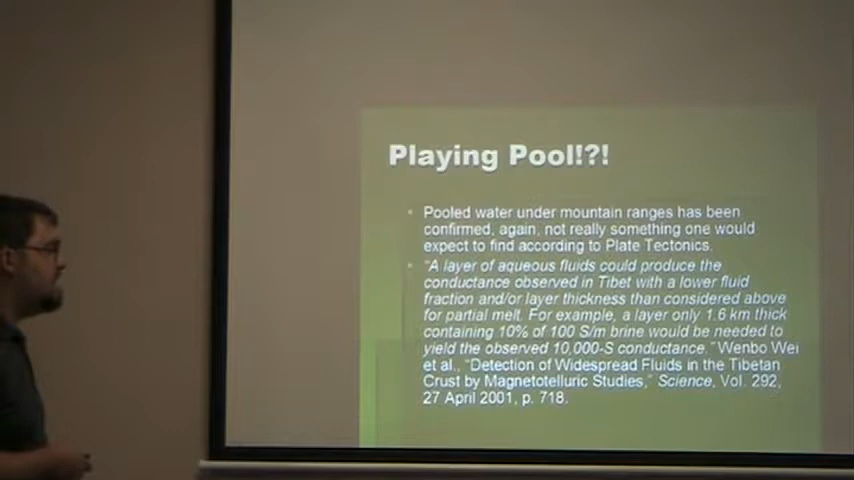 Playing Pool!?!
Pooled water under mountain ranges has been
confirmed, again, not really something one would
expect to find according to Plate Tectonics.
“A layer of aqueous fluids could produce the
conductance observed in Tibet with a lower fluid
fraction and/or layer thickness than considered above
for partial melt. For example, a layer only 1.6 km thick
containing 10% of 100 S/m brine would be needed to
yield the observed 10,000-S conductance.” Wenbo Wei
et al., “Detection of Widespread Fluids in the Tibetan
Crust by Magnetotelluric Studies,” Science, Vol. 292,
27 April 2001, p. 718.